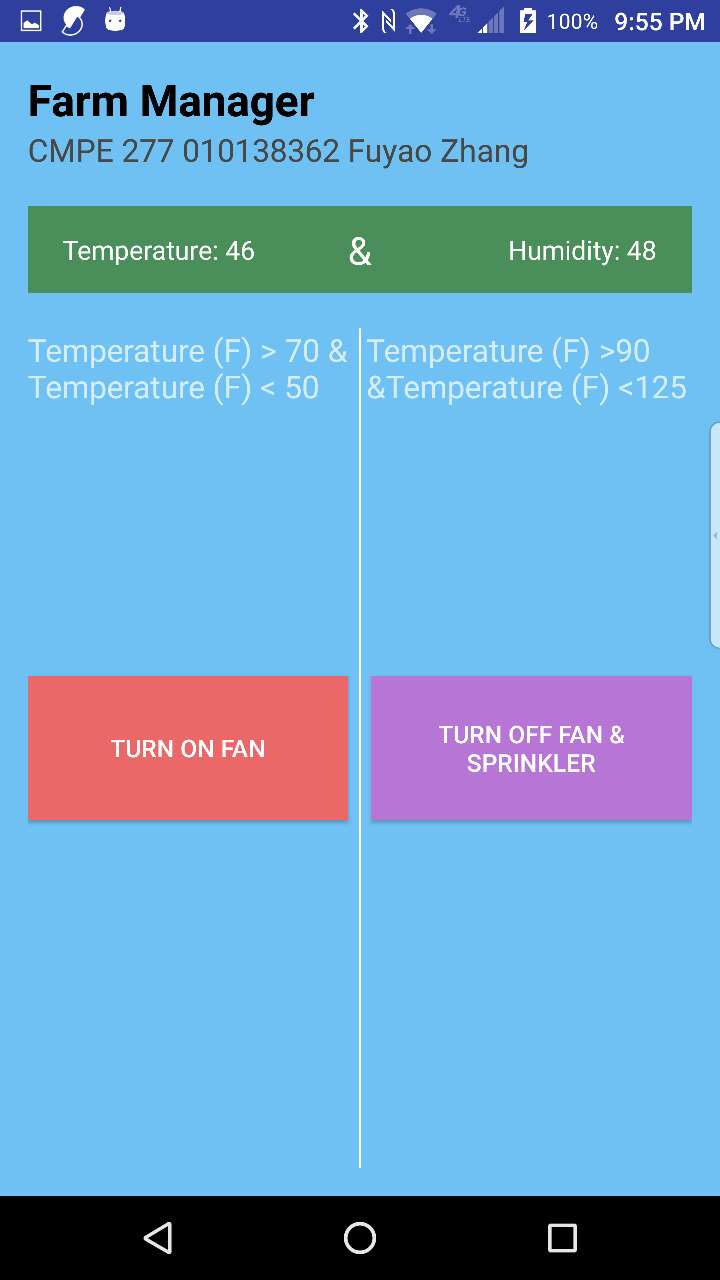 100% 9:55 PM
Farm Manager
CMPE 277 010138362 Fuyao Zhang
Temperature: 46 & Humidity: 48
Temperature (F) > 70 &
Temperature (F) < 50
Temperature (F) >90
&Temperature (F) <125
TURN ON FAN
TURN OFF FAN &
SPRINKLER